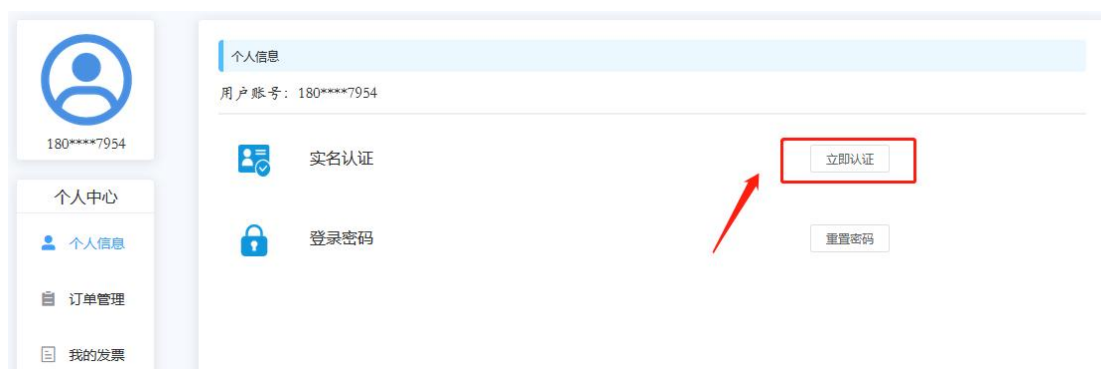 180****7954
个人中心
个人信息
订单管理
我的发票
个人信息
用户账号：180****7954
实名认证
立即认证
登录密码
重置密码